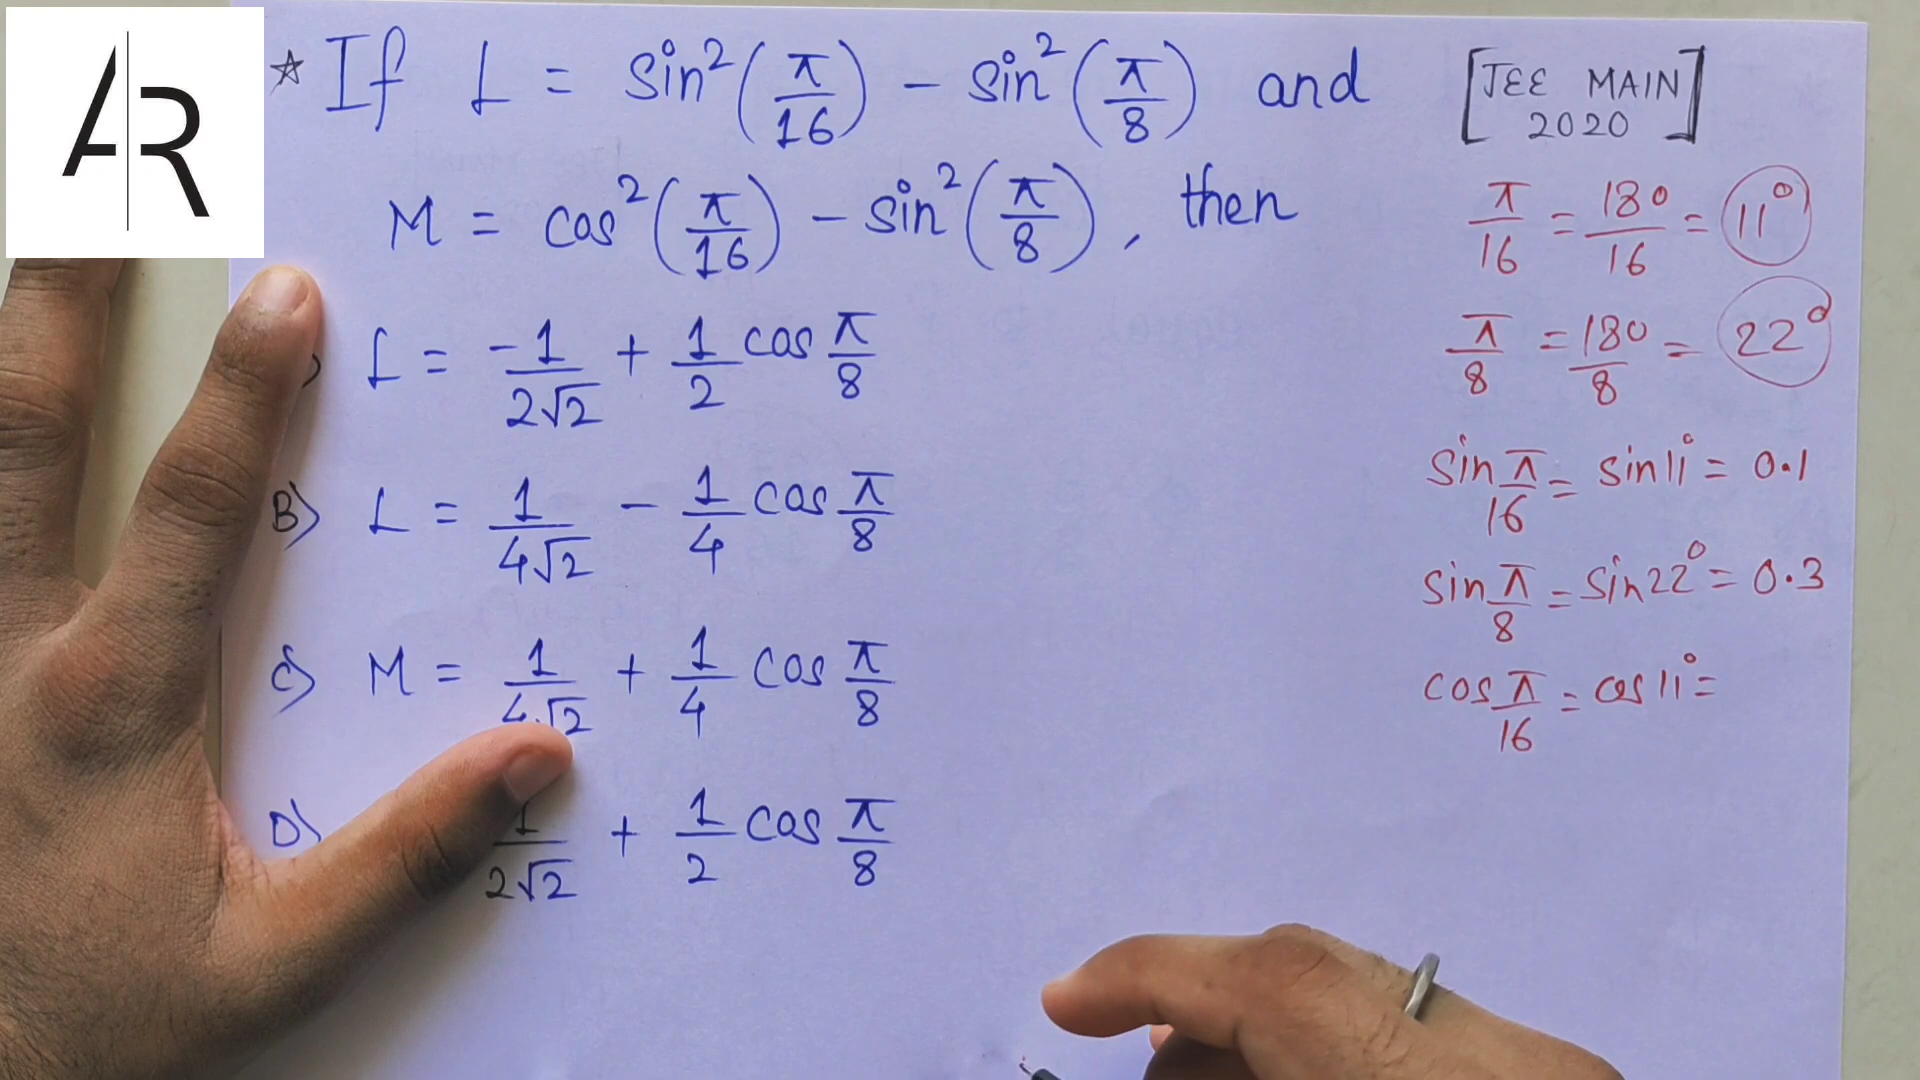 AR
☆ If L = sin²(π/16) − sin²(π/8) and
[JEE MAIN
2020]
M = cos²(π/16) − sin²(π/8), then
) L = -1/2√2 + 1/2 cos π/8
B) L = 1/4√2 − 1/4 cos π/8
C) M = 1/4√2 + 1/4 cos π/8
D) 1/2√2 + 1/2 cos π/8
π/16 = 180/16 = 11°
π/8 = 180/8 = 22°
sin π/16 = sin 11° = 0.1
sin π/8 = sin 22° = 0.3
cos π/16 = cos 11° =